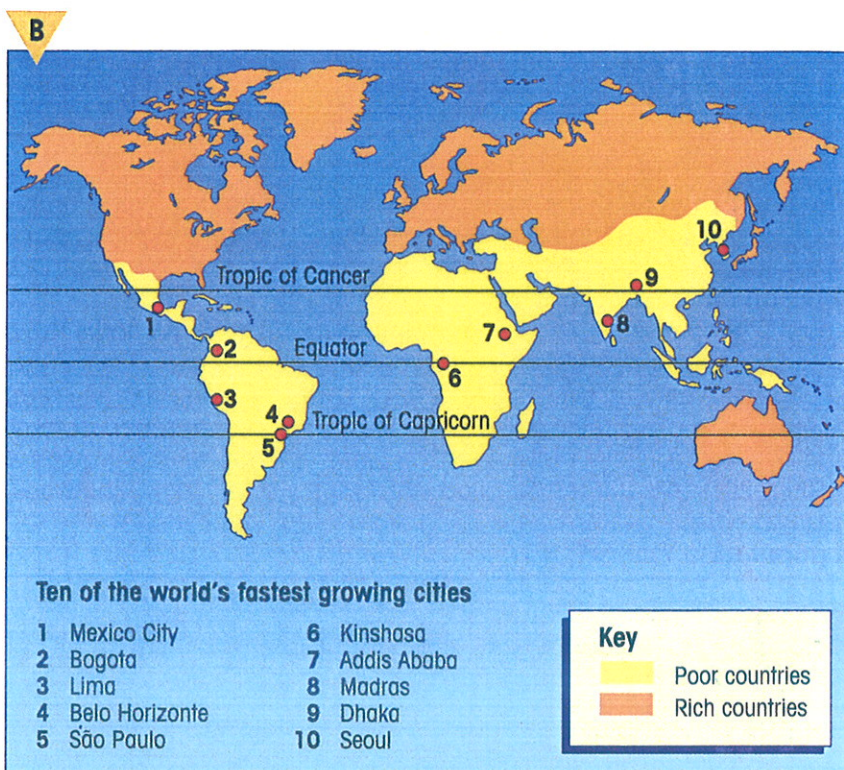 B
Tropic of Cancer
10
9
1
8
7
2
Equator
6
3
4
Tropic of Capricorn
5
Ten of the world's fastest growing cities
1 Mexico City
2 Bogota
3 Lima
4 Belo Horizonte
5 São Paulo
6 Kinshasa
7 Addis Ababa
8 Madras
9 Dhaka
10 Seoul
Key
Poor countries
Rich countries